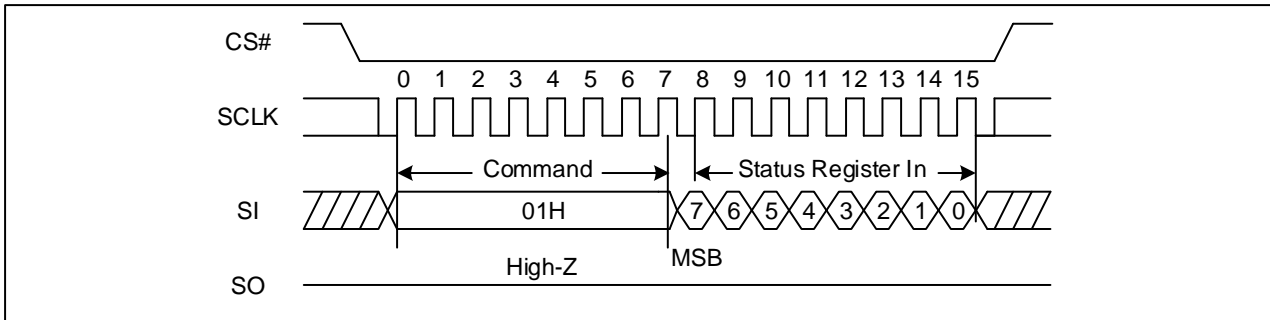 CS#
0 1 2 3 4 5 6 7 8 9 10 11 12 13 14 15
SCLK
Command Status Register In
SI 01H 7 6 5 4 3 2 1 0
High-Z MSB
SO